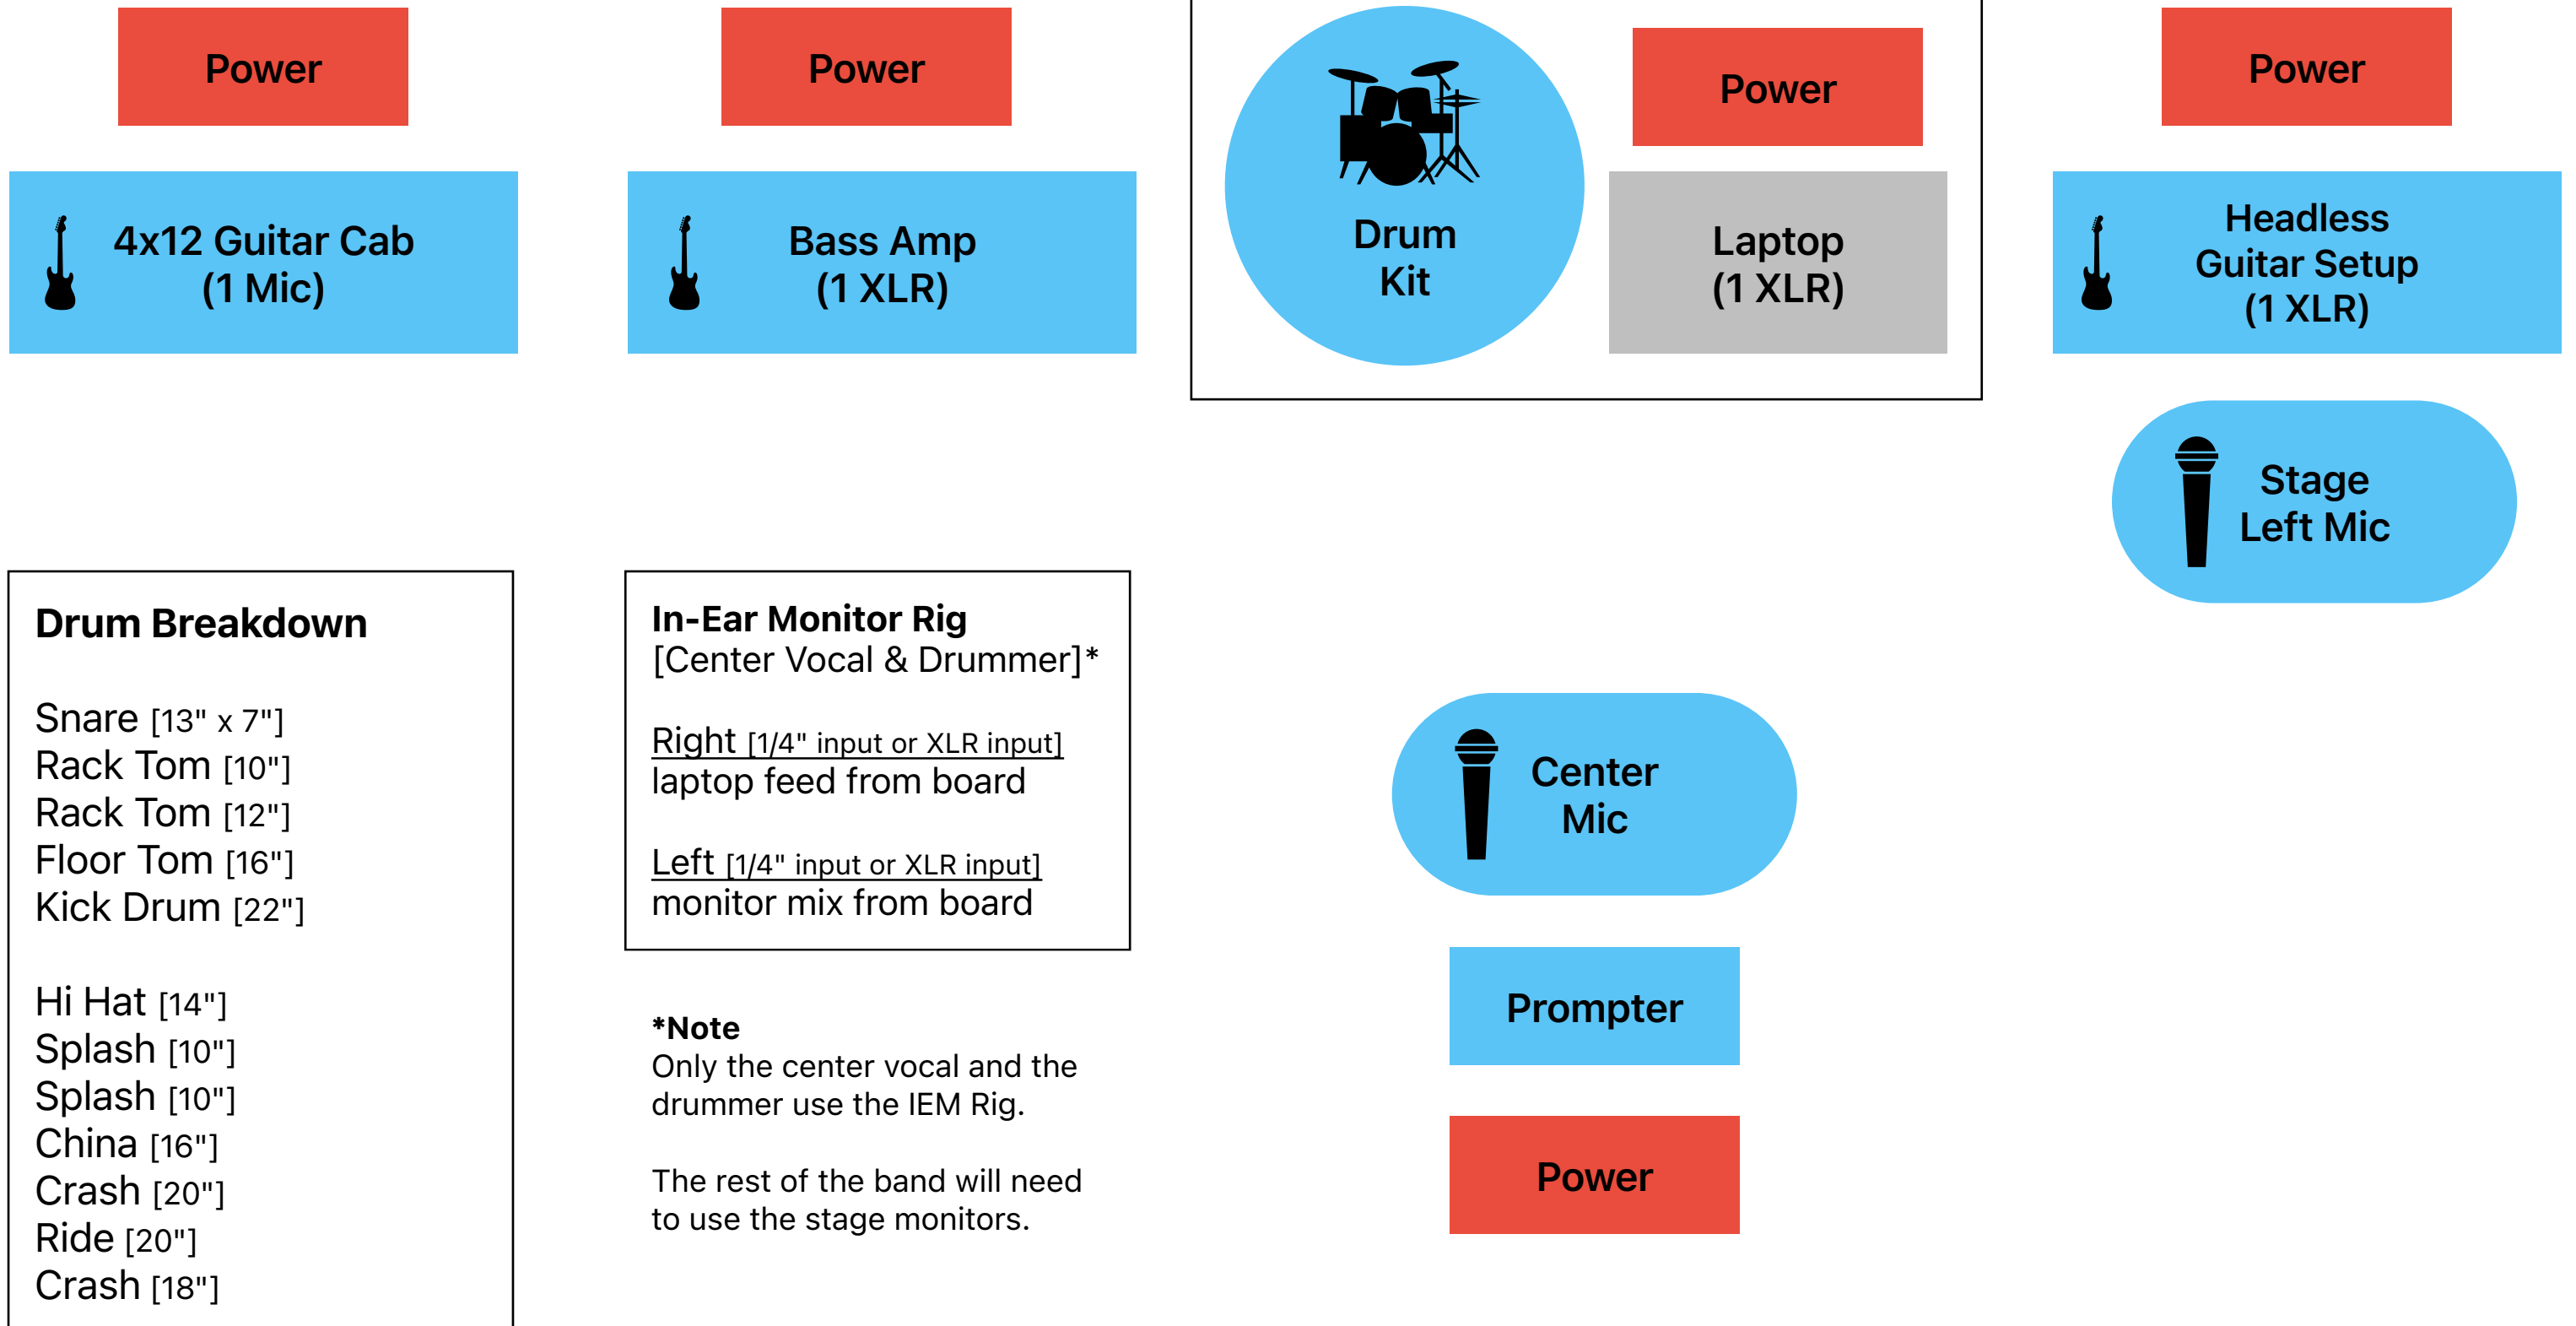 Power
Power
Power
Power
4x12 Guitar Cab
(1 Mic)
Bass Amp
(1 XLR)
Drum
Kit
Laptop
(1 XLR)
Headless
Guitar Setup
(1 XLR)
Stage
Left Mic
Drum Breakdown
Snare [13" x 7"]
Rack Tom [10"]
Rack Tom [12"]
Floor Tom [16"]
Kick Drum [22"]
Hi Hat [14"]
Splash [10"]
Splash [10"]
China [16"]
Crash [20"]
Ride [20"]
Crash [18"]
In-Ear Monitor Rig
[Center Vocal & Drummer]*
Right [1/4" input or XLR input]
laptop feed from board
Left [1/4" input or XLR input]
monitor mix from board
*Note
Only the center vocal and the
drummer use the IEM Rig.
The rest of the band will need
to use the stage monitors.
Center
Mic
Prompter
Power